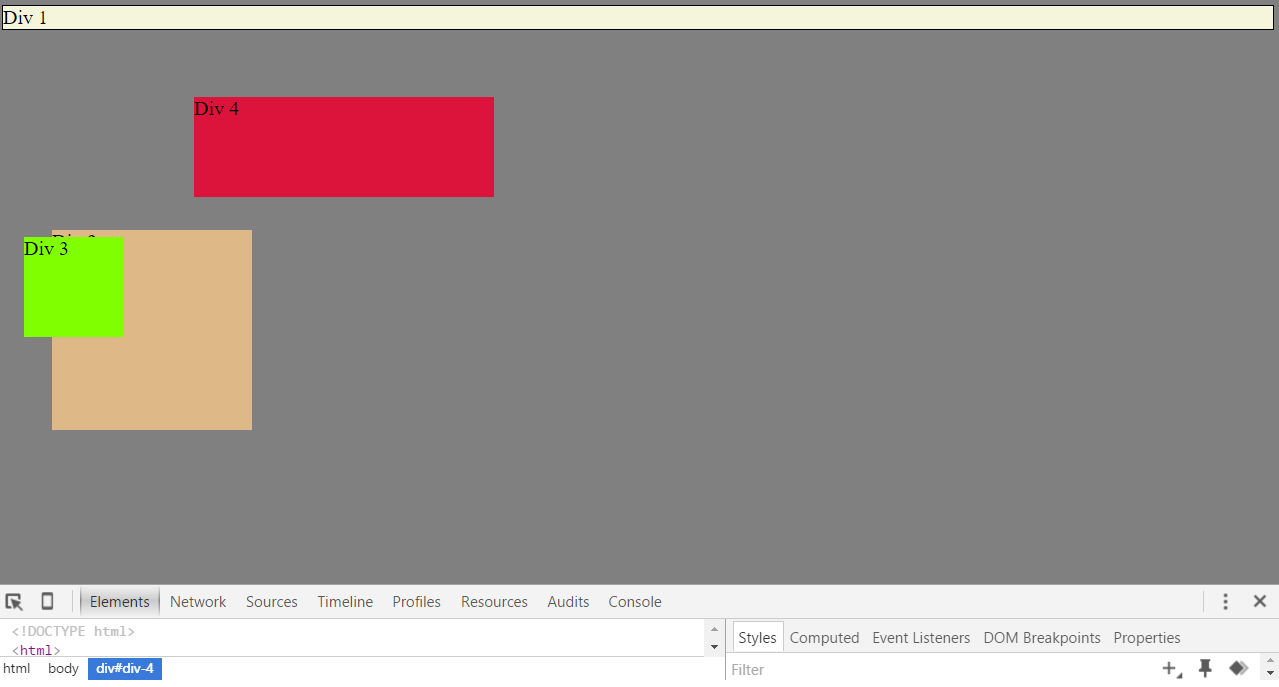 Div 1
Div 4
Div 3
Elements Network Sources Timeline Profiles Resources Audits Console
<!DOCTYPE html>
<html>
html body div#div-4
Styles Computed Event Listeners DOM Breakpoints Properties
Filter